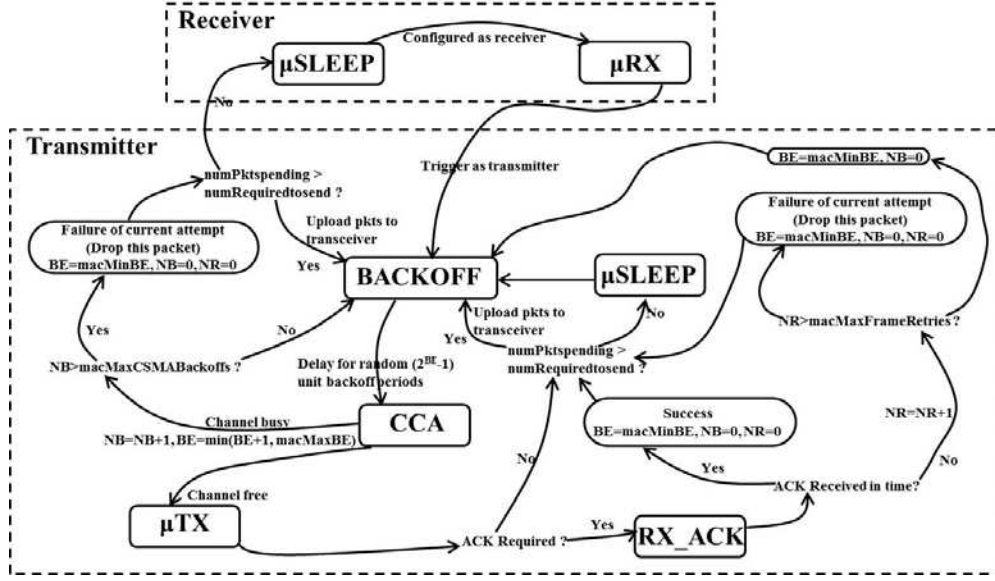 Receiver
μSLEEP
Configured as receiver
μRX
No
Transmitter
numPktspending >
numRequiredtosend ?
Trigger as transmitter
BE=macMinBE, NB=0
Failure of current attempt
(Drop this packet)
BE=macMinBE, NB=0, NR=0
Upload pkts to
transceiver
Yes
Failure of current attempt
(Drop this packet)
BE=macMinBE, NB=0, NR=0
BACKOFF
μSLEEP
Upload pkts to
transceiver
Yes
No
Yes
No
NR>macMaxFrameRetries ?
numPktspending >
numRequiredtosend ?
NB>macMaxCSMABackoffs ?
Delay for random (2^BE-1)
unit backoff periods
Channel busy
NB=NB+1, BE=min(BE+1, macMaxBE)
CCA
Success
BE=macMinBE, NB=0, NR=0
NR=NR+1
No
Yes
No
ACK Received in time?
Channel free
μTX
ACK Required ?
Yes
RX_ACK